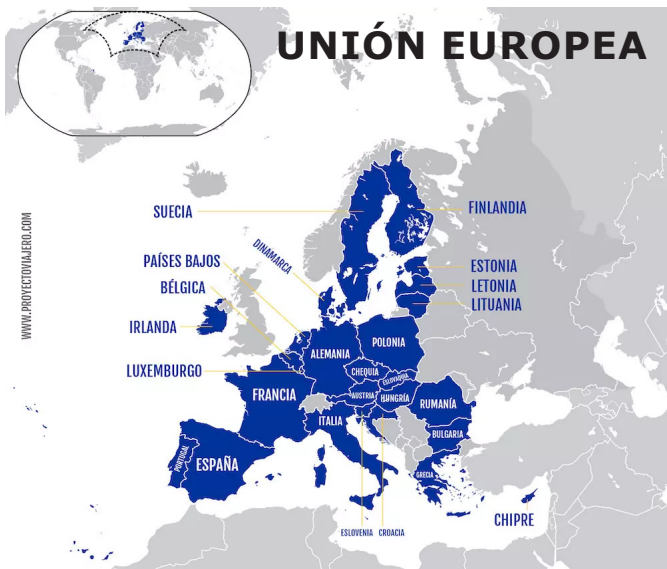 UNIÓN EUROPEA
WWW.PROYECTOVIAJERO.COM
SUECIA
FINLANDIA
DINAMARCA
PAÍSES BAJOS
ESTONIA
BÉLGICA
LETONIA
LITUANIA
IRLANDA
POLONIA
ALEMANIA
LUXEMBURGO
CHEQUIA
ESLOVAQUIA
FRANCIA
AUSTRIA
HUNGRÍA
RUMANÍA
ITALIA
BULGARIA
PORTUGAL
ESPAÑA
GRECIA
CHIPRE
ESLOVENIA
CROACIA